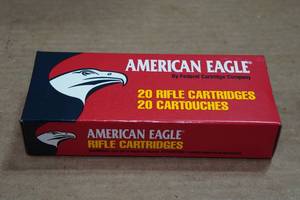 AMERICAN EAGLE®
By Federal Cartridge Company
20 RIFLE CARTRIDGES
20 CARTOUCHES
AMERICAN EAGLE®
RIFLE CARTRIDGES